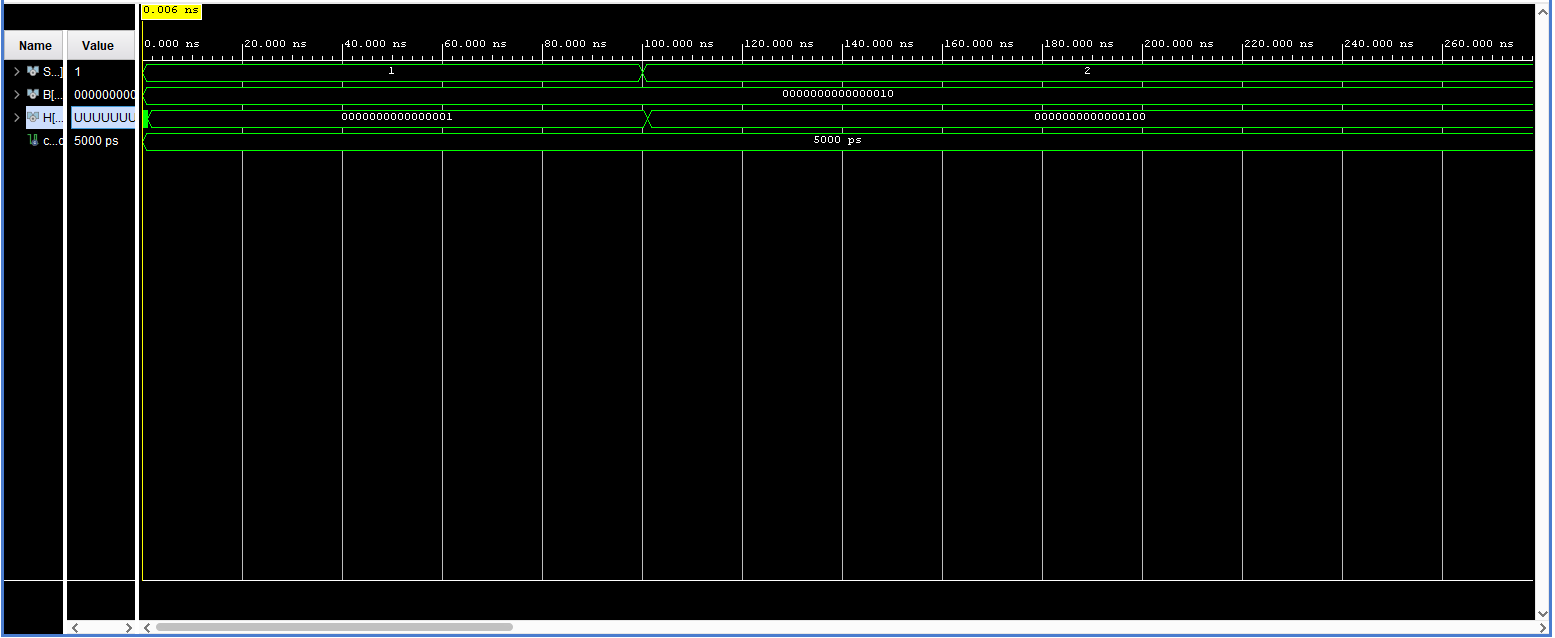 0.006 ns
Name Value
0.000 ns 20.000 ns 40.000 ns 60.000 ns 80.000 ns 100.000 ns 120.000 ns 140.000 ns 160.000 ns 180.000 ns 200.000 ns 220.000 ns 240.000 ns 260.000 ns
S...] 1 1 2
B[... 000000000 0000000000000010
H[... UUUUUUU 0000000000000001 0000000000000100
c...d 5000 ps 5000 ps